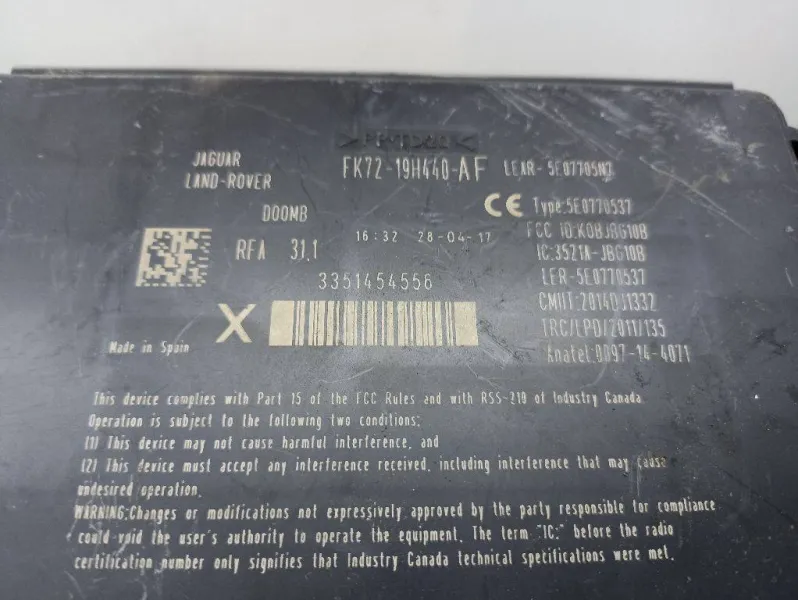 >PP-TD20<
JAGUAR
LAND-ROVER
FK72-19H440-AF
LEAR-5E07705N7
D00MB
CE Type:5E0770537
FCC ID:KOBJBG10B
RFA 31.1
16:32 28-04-17
IC:3521A-JBG10B
3351454556
LER-5E0770537
CMIIT:2014DJ1332
X
TRC/LPD/2011/135
Made in Spain
Anatel:0097-14-4071
This device complies with Part 15 of the FCC Rules and with RSS-210 of Industry Canada.
Operation is subject to the following two conditions:
(1) This device may not cause harmful interference, and
(2) This device must accept any interference received, including interference that may cause
undesired operation.
WARNING:Changes or modifications not expressively approved by the party responsible for compliance
could void the user's authority to operate the equipment. The term "IC:" before the radio
certification number only signifies that Industry Canada technical specifications were met.